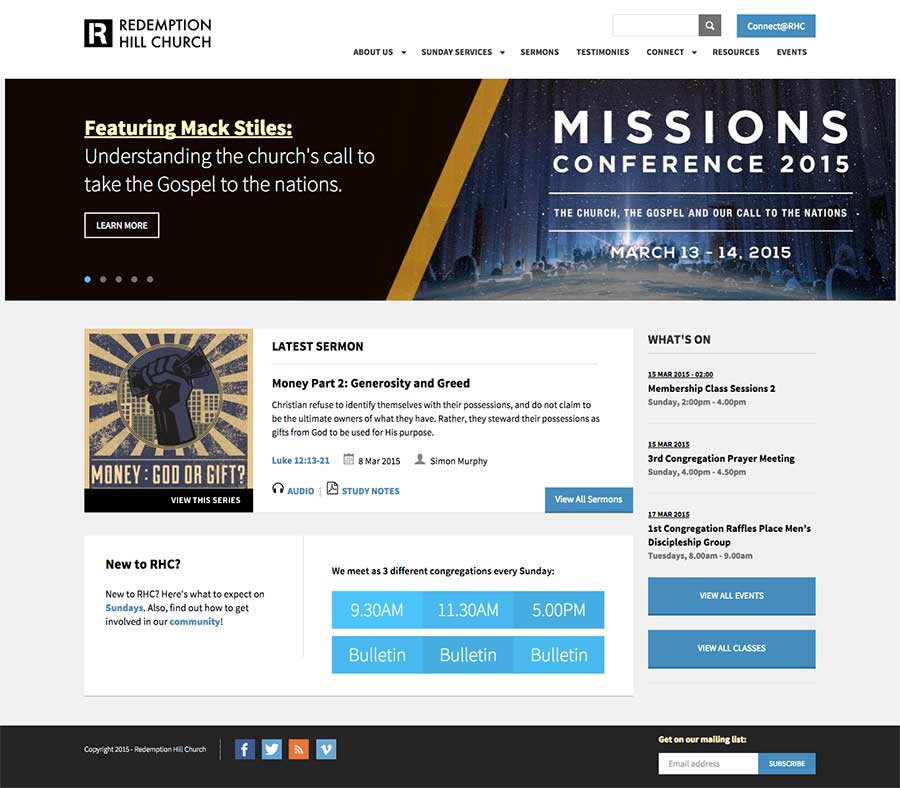 REDEMPTION
HILL CHURCH
Connect@RHC
ABOUT US SUNDAY SERVICES SERMONS TESTIMONIES CONNECT RESOURCES EVENTS
Featuring Mack Stiles:
Understanding the church's call to
take the Gospel to the nations.
LEARN MORE
MISSIONS
CONFERENCE 2015
· THE CHURCH, THE GOSPEL AND OUR CALL TO THE NATIONS ·
MARCH 13 - 14, 2015
MONEY: GOD OR GIFT?
VIEW THIS SERIES
LATEST SERMON
Money Part 2: Generosity and Greed
Christian refuse to identify themselves with their possessions, and do not claim to
be the ultimate owners of what they have. Rather, they steward their possessions as
gifts from God to be used for His purpose.
Luke 12:13-21 8 Mar 2015 Simon Murphy
AUDIO | STUDY NOTES
View All Sermons
WHAT'S ON
15 MAR 2015 - 02:00
Membership Class Sessions 2
Sunday, 2:00pm - 4.00pm
15 MAR 2015
3rd Congregation Prayer Meeting
Sunday, 4.00pm - 4.50pm
17 MAR 2015
1st Congregation Raffles Place Men's
Discipleship Group
Tuesdays, 8.00am - 9.00am
VIEW ALL EVENTS
VIEW ALL CLASSES
New to RHC?
New to RHC? Here's what to expect on
Sundays. Also, find out how to get
involved in our community!
We meet as 3 different congregations every Sunday:
9.30AM 11.30AM 5.00PM
Bulletin Bulletin Bulletin
Copyright 2015 - Redemption Hill Church
Get on our mailing list:
Email address SUBSCRIBE